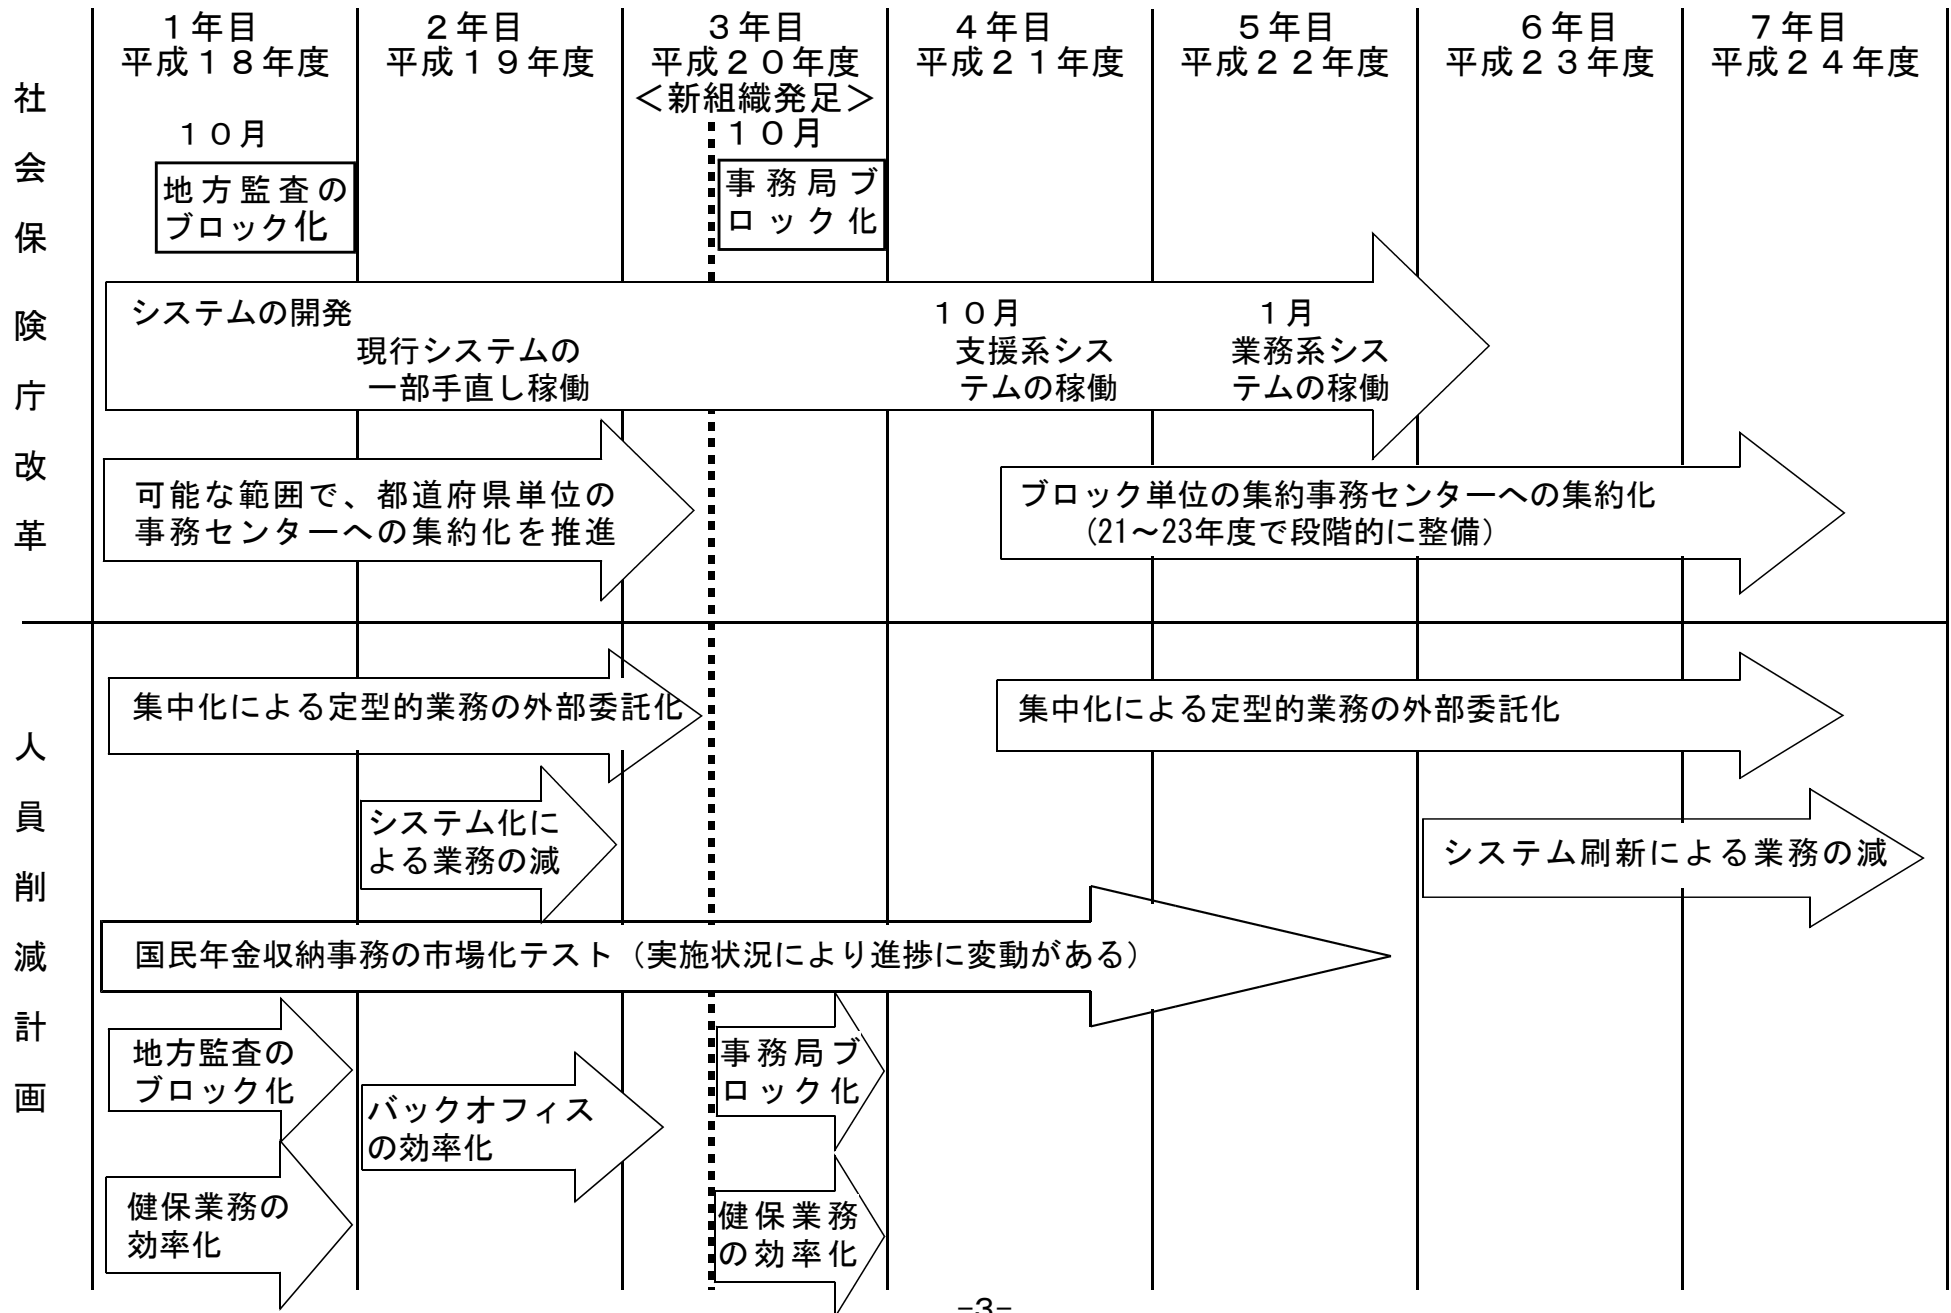 １年目
平成１８年度
２年目
平成１９年度
３年目
平成２０年度
＜新組織発足＞
４年目
平成２１年度
５年目
平成２２年度
６年目
平成２３年度
７年目
平成２４年度
社会保険庁改革
１０月
地方監査の
ブロック化
１０月
事務局ブ
ロック化
システムの開発
現行システムの
一部手直し稼働
１０月
支援系シス
テムの稼働
１月
業務系シス
テムの稼働
可能な範囲で、都道府県単位の
事務センターへの集約化を推進
ブロック単位の集約事務センターへの集約化
(21～23年度で段階的に整備)
人員削減計画
集中化による定型的業務の外部委託化
集中化による定型的業務の外部委託化
システム化に
よる業務の減
システム刷新による業務の減
国民年金収納事務の市場化テスト（実施状況により進捗に変動がある）
地方監査の
ブロック化
バックオフィス
の効率化
事務局ブ
ロック化
健保業務の
効率化
健保業務
の効率化
-3-